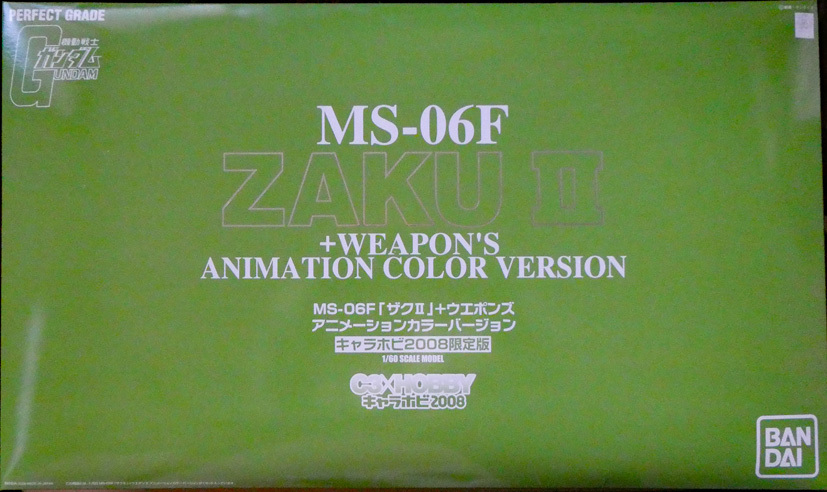 PERFECT GRADE
機動戦士
ガンダム
GUNDAM
MS-06F
ZAKU II
+WEAPON'S
ANIMATION COLOR VERSION
MS-06F「ザクⅡ」+ウエポンズ
アニメーションカラーバージョン
キャラホビ2008限定版
1/60 SCALE MODEL
C3×HOBBY
キャラホビ2008
BAN
DAI